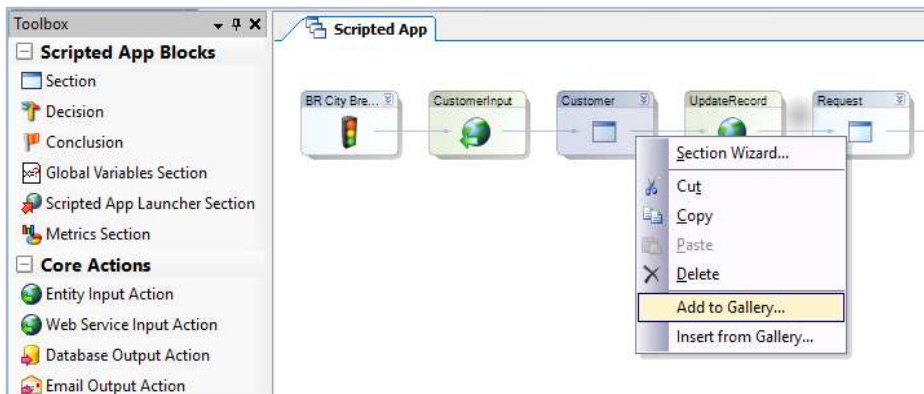 Toolbox
Scripted App Blocks
Section
Decision
Conclusion
Global Variables Section
Scripted App Launcher Section
Metrics Section
Core Actions
Entity Input Action
Web Service Input Action
Database Output Action
Email Output Action
Scripted App
BR City Bre...
CustomerInput
Customer
UpdateRecord
Request
Section Wizard...
Cut
Copy
Paste
Delete
Add to Gallery...
Insert from Gallery...